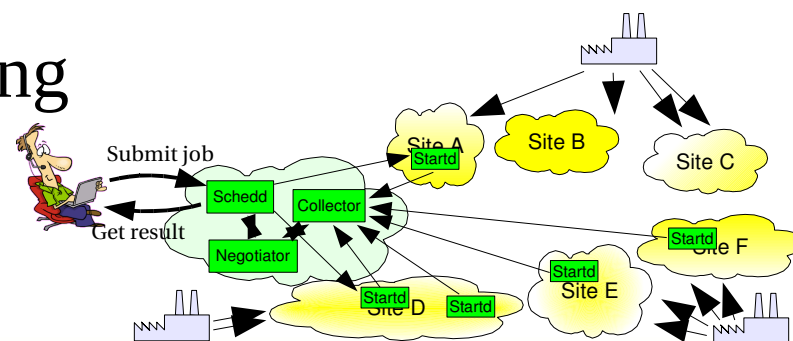 ng
Submit job
Get result
Schedd
Collector
Negotiator
Site A
Startd
Site B
Site C
Startd
Site D
Startd
Startd
Site E
Startd
Site F